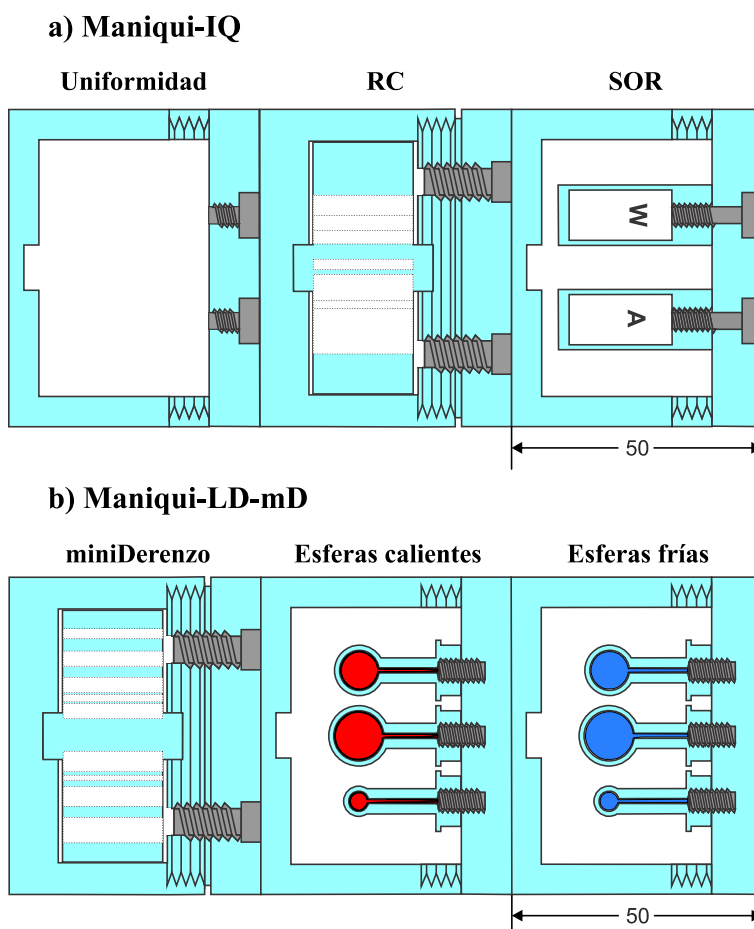 a) Maniqui-IQ
Uniformidad RC SOR
W
A
50
b) Maniqui-LD-mD
miniDerenzo Esferas calientes Esferas frías
50